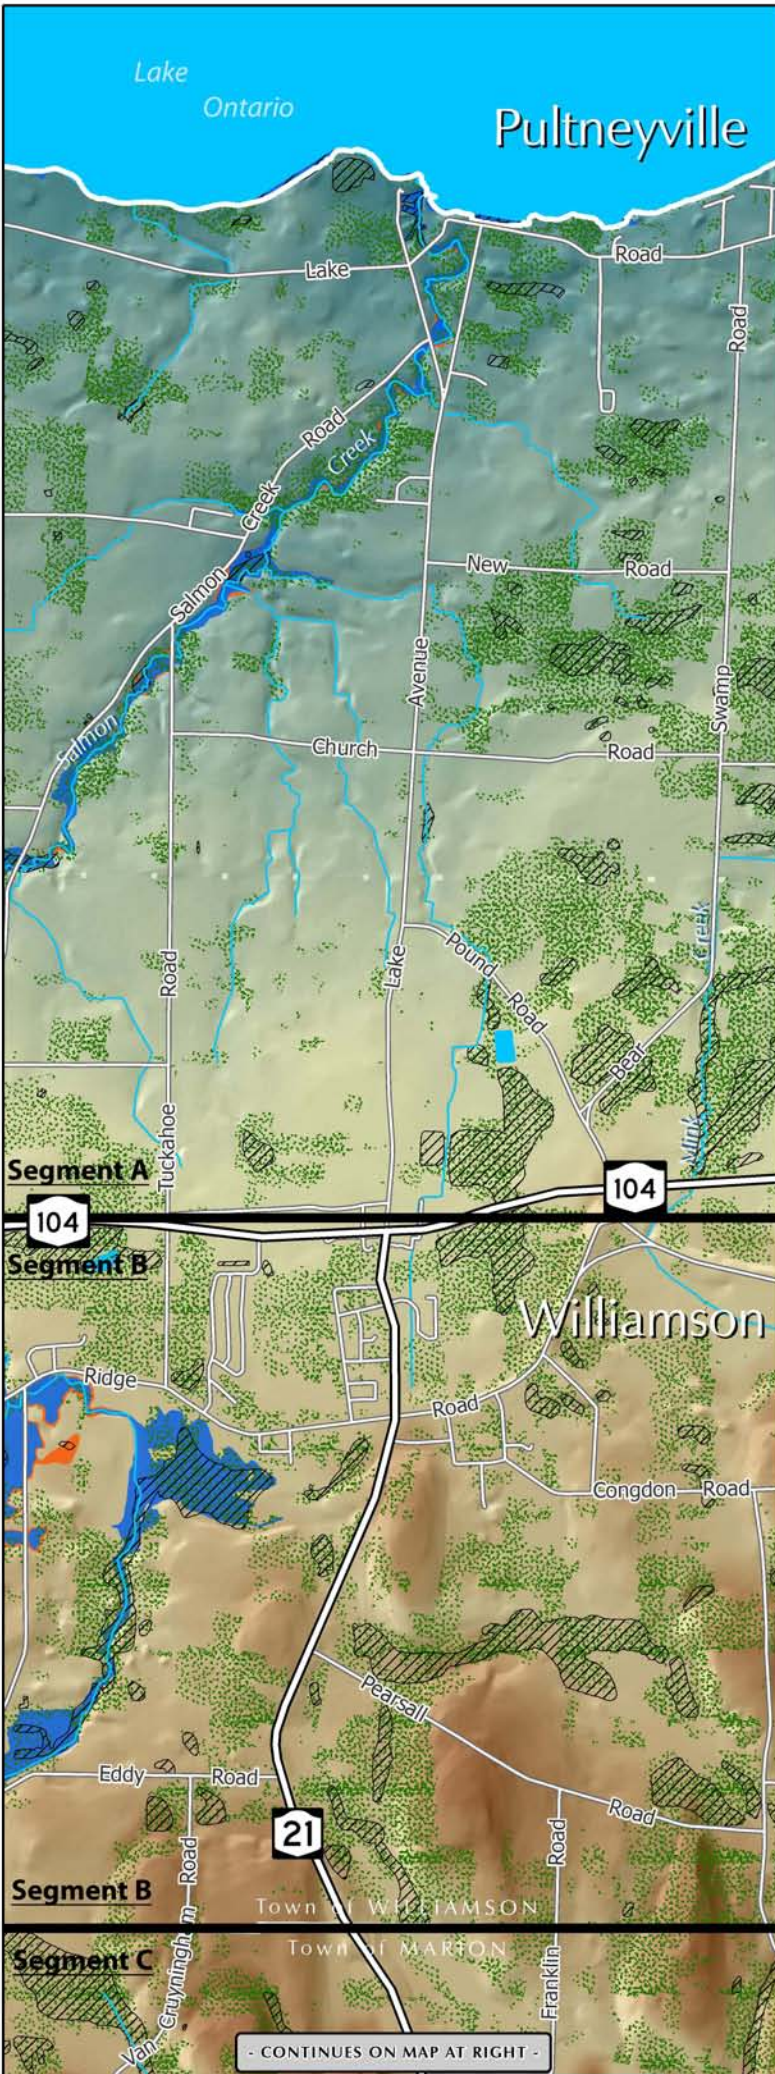 Lake
Ontario
Pultneyville
Lake
Road
Road
Road
Creek
Creek
Salmon
New
Road
Avenue
Swamp
Salmon
Church
Road
Creek
Lake
Pound
Road
Road
Bear
Mink
Tuckahoe
Segment A
104
104
Segment B
Williamson
Ridge
Road
Congdon Road
Pearsall
Eddy Road
Road
21
Road
Road
Segment B
Town of WILLIAMSON
Town of MARION
Segment C
Franklin
Van Cruyningham
- CONTINUES ON MAP AT RIGHT -